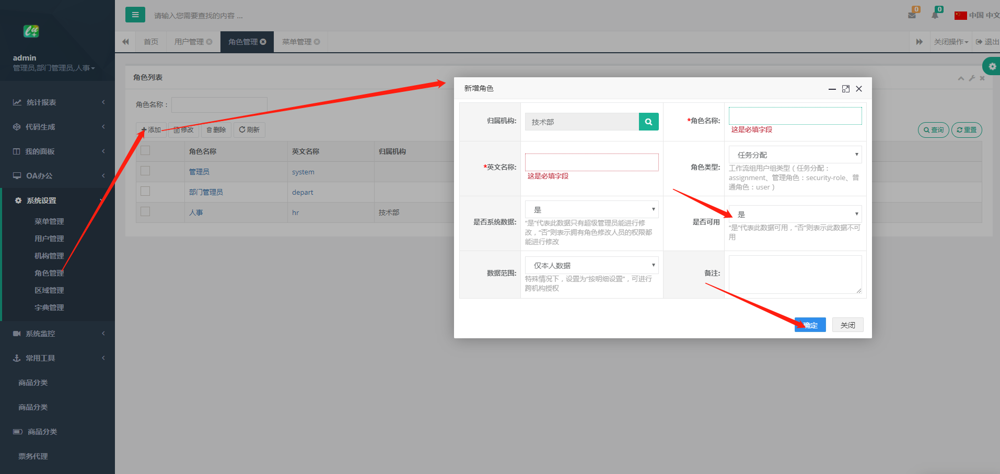 请输入您需要查找的内容 ...
0
0
中国 中文
首页
用户管理
角色管理
菜单管理
关闭操作
退出
admin
管理员,部门管理员,人事
统计报表
代码生成
我的面板
OA办公
系统设置
菜单管理
用户管理
机构管理
角色管理
区域管理
字典管理
系统监控
常用工具
商品分类
商品分类
商品分类
票务代理
角色列表
角色名称：
添加
修改
删除
刷新
查询
重置
角色名称 英文名称 归属机构
管理员 system
部门管理员 depart
人事 hr 技术部
新增角色
归属机构: 技术部
*角色名称:
这是必填字段
*英文名称:
这是必填字段
角色类型: 任务分配
工作流组用户组类型（任务分配：
assignment、管理角色：security-role、普
通角色：user）
是否系统数据: 是
“是”代表此数据只有超级管理员能进行修
改，“否”则表示拥有角色修改人员的权限都
能进行修改
是否可用 是
“是”代表此数据可用，“否”则表示此数据不可
用
数据范围: 仅本人数据
特殊情况下，设置为“按明细设置”，可进行
跨机构授权
备注:
确定
关闭